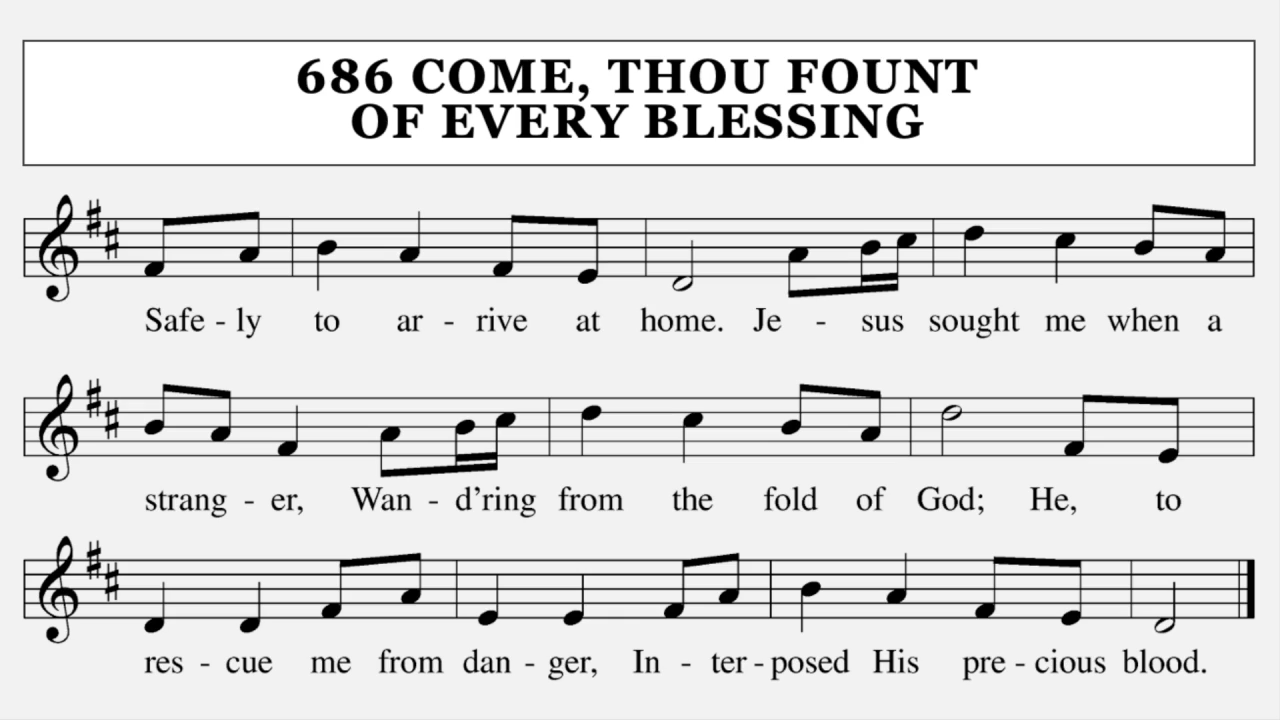 686 COME, THOU FOUNT
OF EVERY BLESSING
Safe - ly to ar - rive at home. Je - sus sought me when a
strang - er, Wan - d’ring from the fold of God; He, to
res - cue me from dan - ger, In - ter - posed His pre - cious blood.